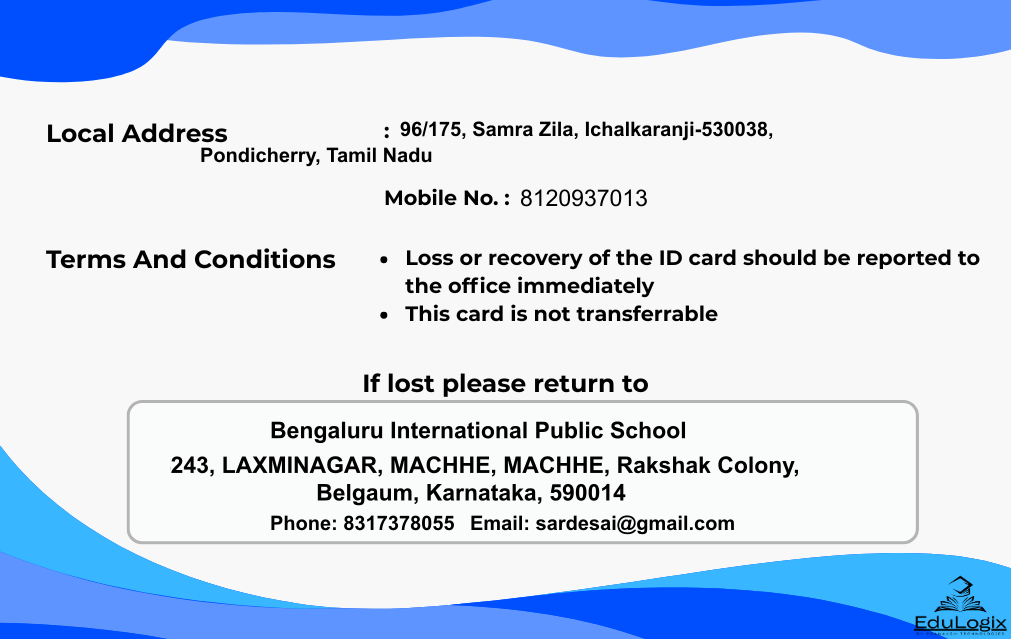 Local Address : 96/175, Samra Zila, Ichalkaranji-530038,
Pondicherry, Tamil Nadu
Mobile No. : 8120937013
Terms And Conditions
• Loss or recovery of the ID card should be reported to
the office immediately
• This card is not transferrable
If lost please return to
Bengaluru International Public School
243, LAXMINAGAR, MACHHE, MACHHE, Rakshak Colony,
Belgaum, Karnataka, 590014
Phone: 8317378055 Email: sardesai@gmail.com
EduLogix